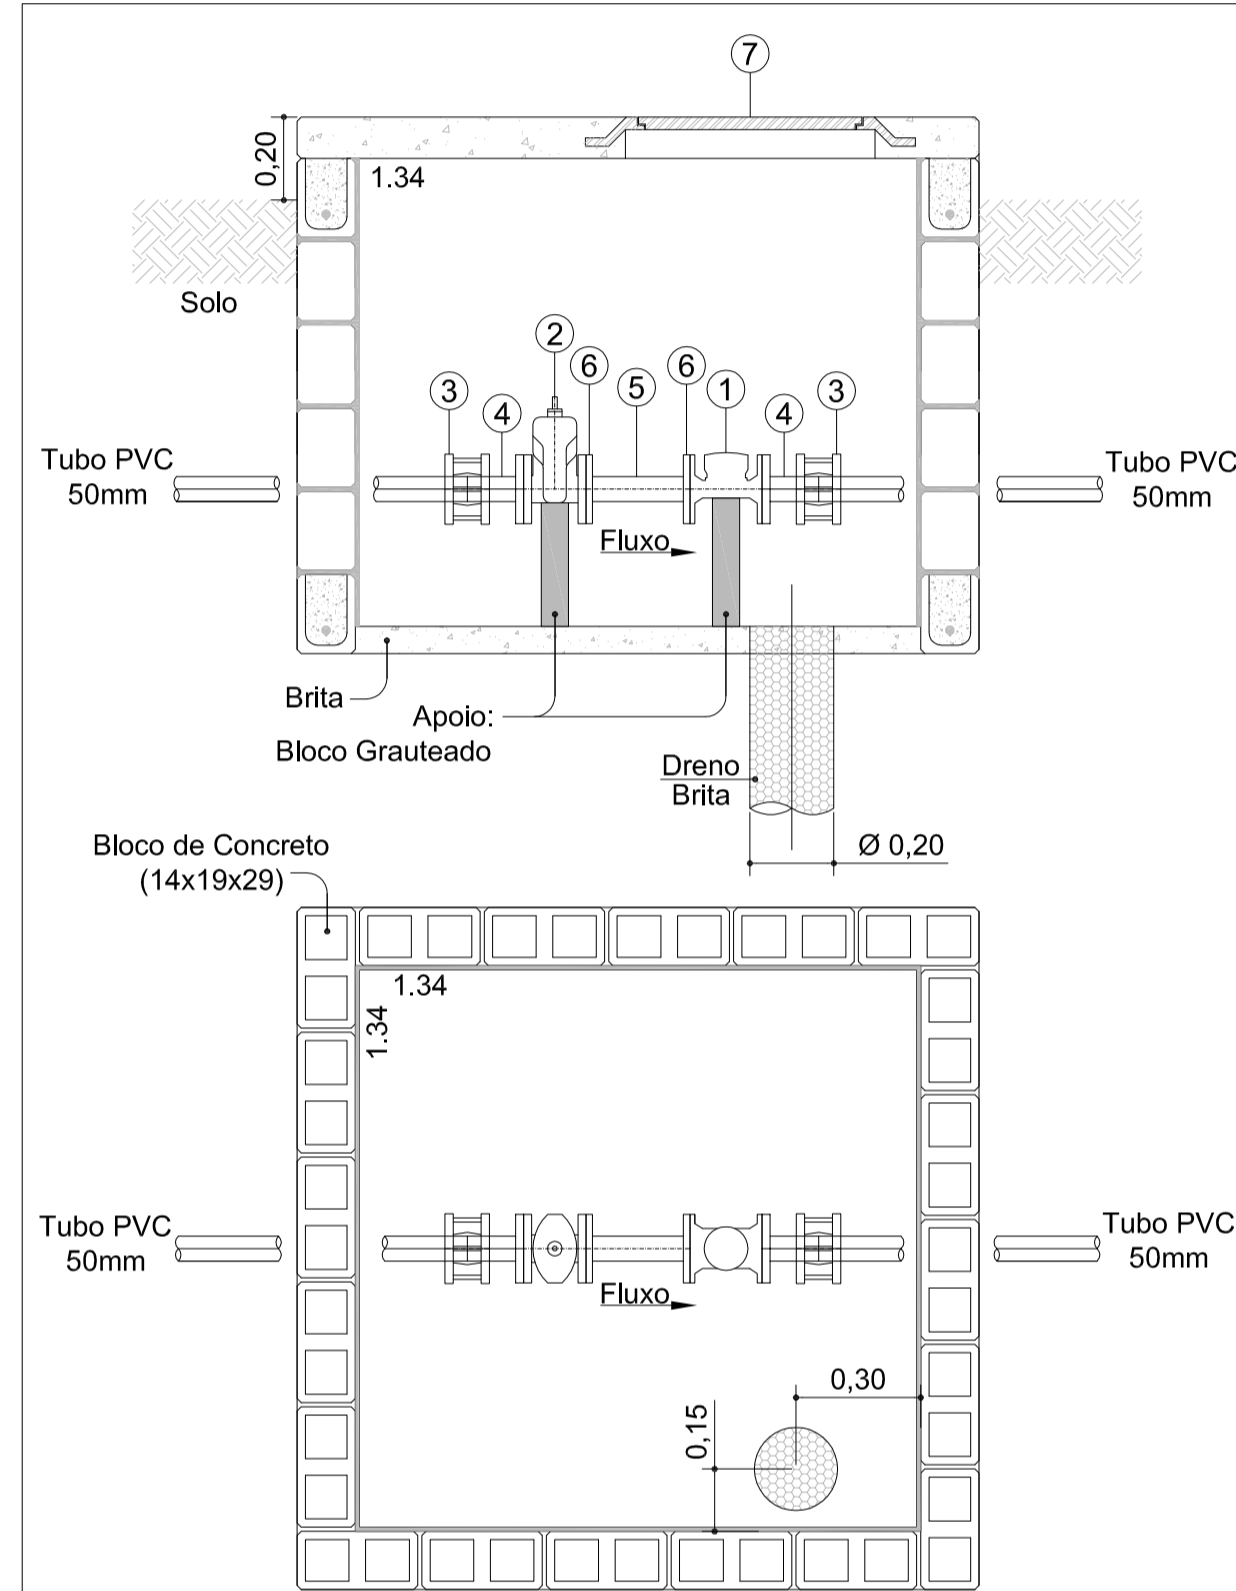 7
0,20
1.34
Solo
2
6
6
3
4
5
1
4
3
Tubo PVC
50mm
Tubo PVC
50mm
Fluxo
Brita
Apoio:
Bloco Grauteado
Dreno
Brita
Ø 0,20
Bloco de Concreto
(14x19x29)
1.34
1.34
Tubo PVC
50mm
Tubo PVC
50mm
Fluxo
0,30
0,15